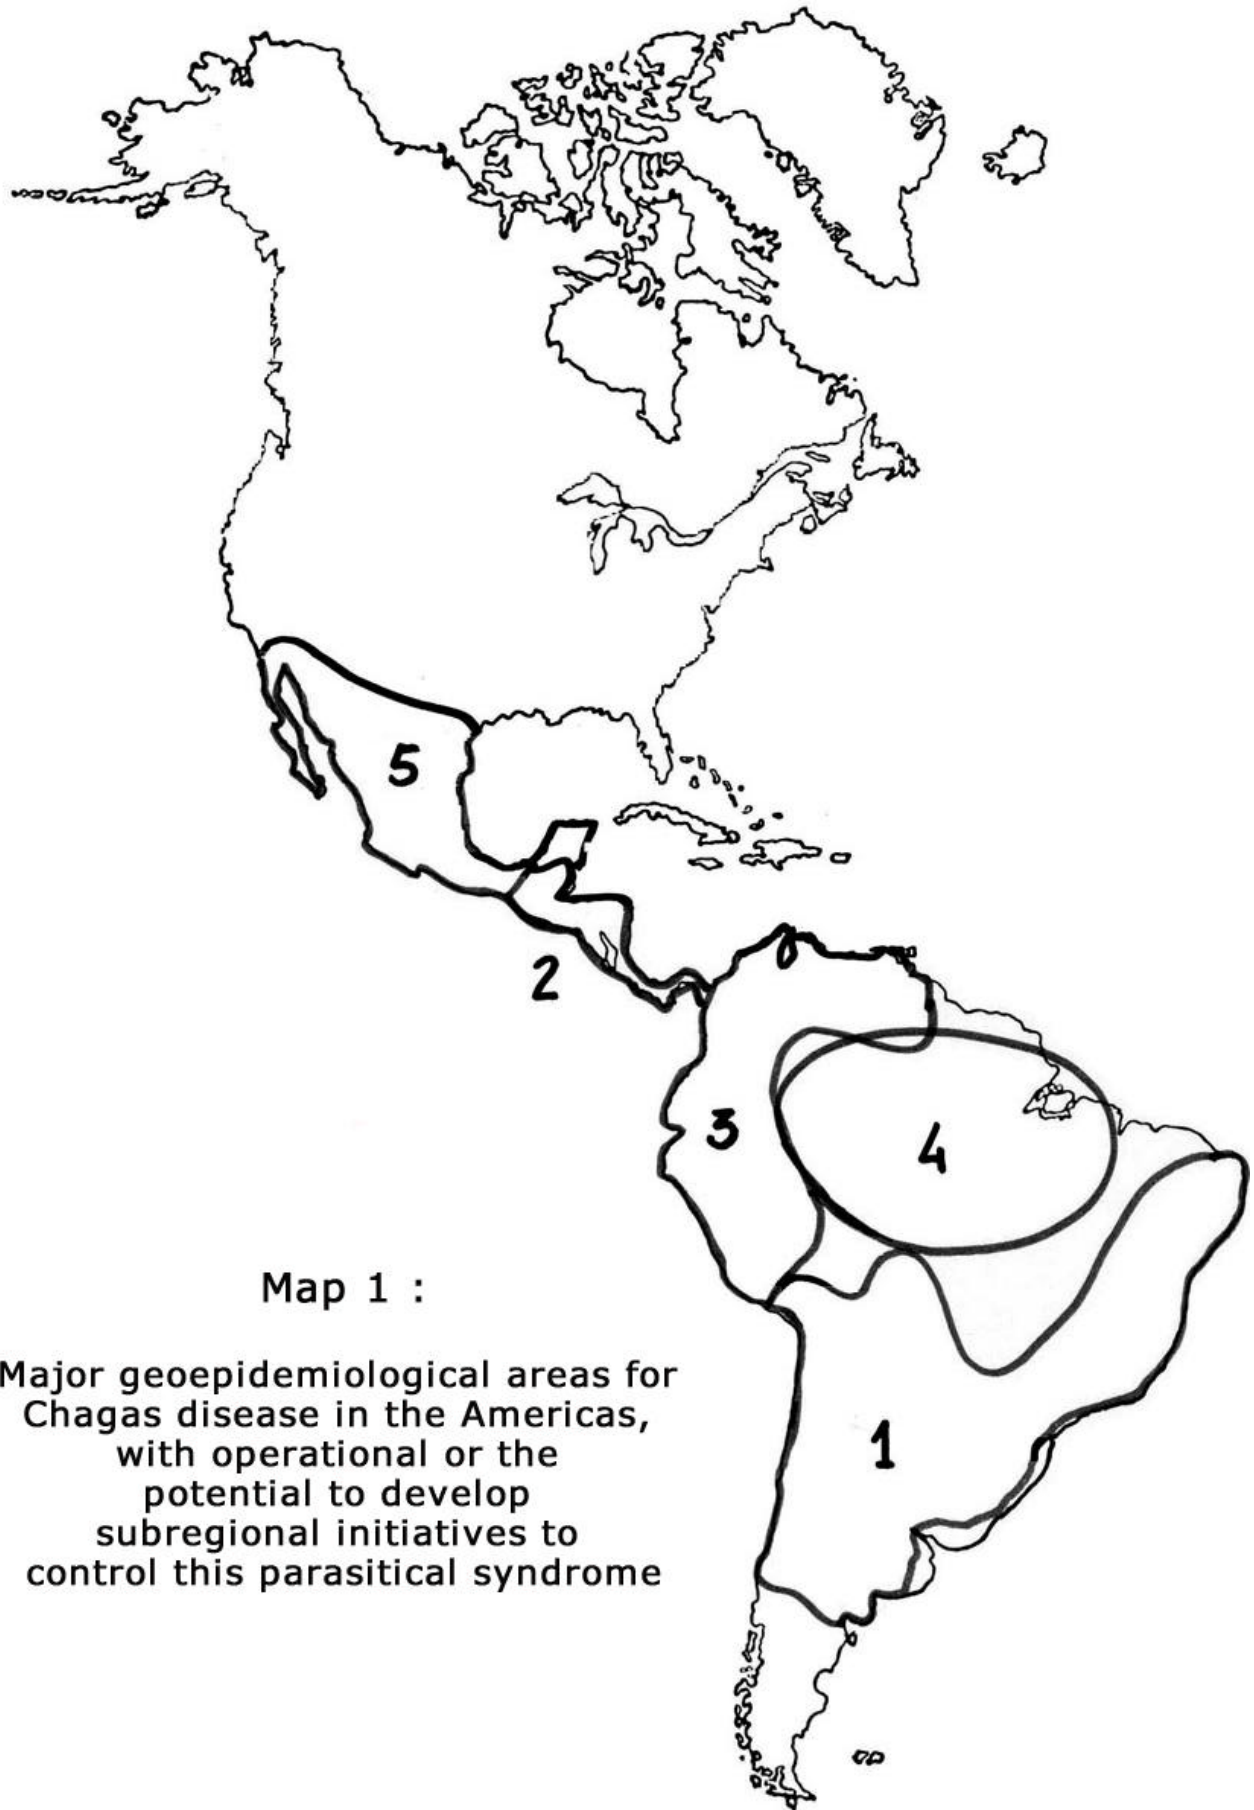 5
2
3
4
1
Map 1 :
Major geoepidemiological areas for
Chagas disease in the Americas,
with operational or the
potential to develop
subregional initiatives to
control this parasitical syndrome